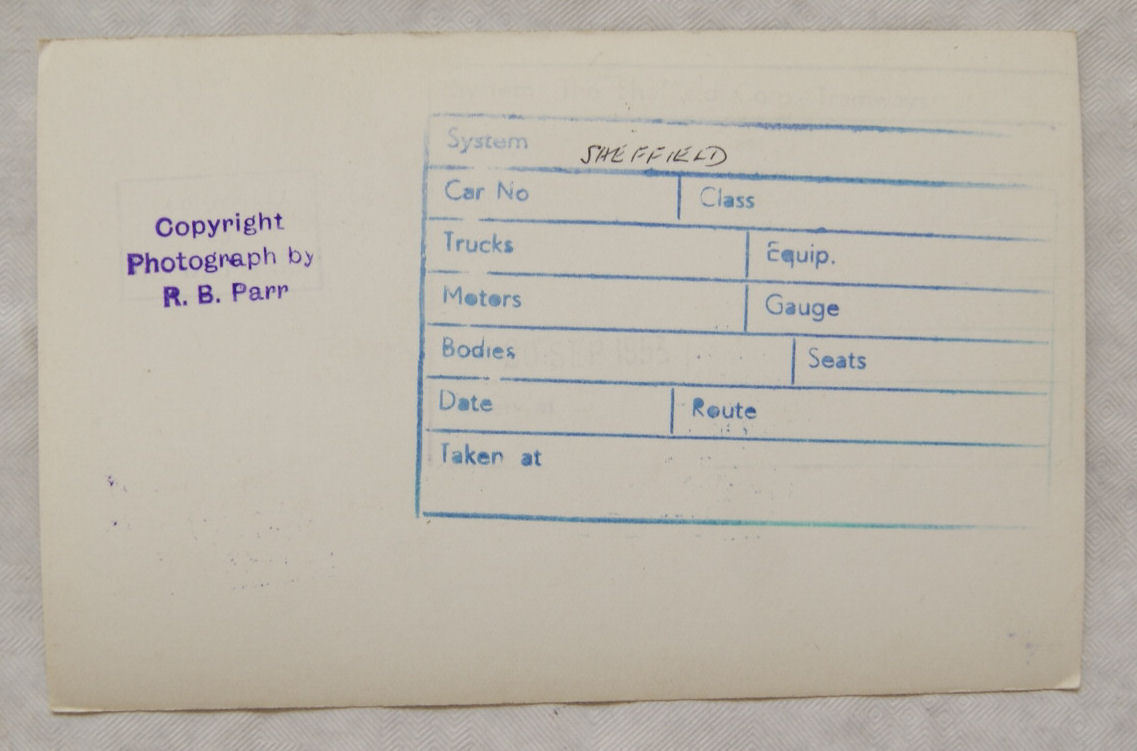 Copyright
Photograph by
R. B. Parr
System SHEFFIELD
Car No Class
Trucks Equip.
Motors Gauge
Bodies Seats
Date Route
Taken at